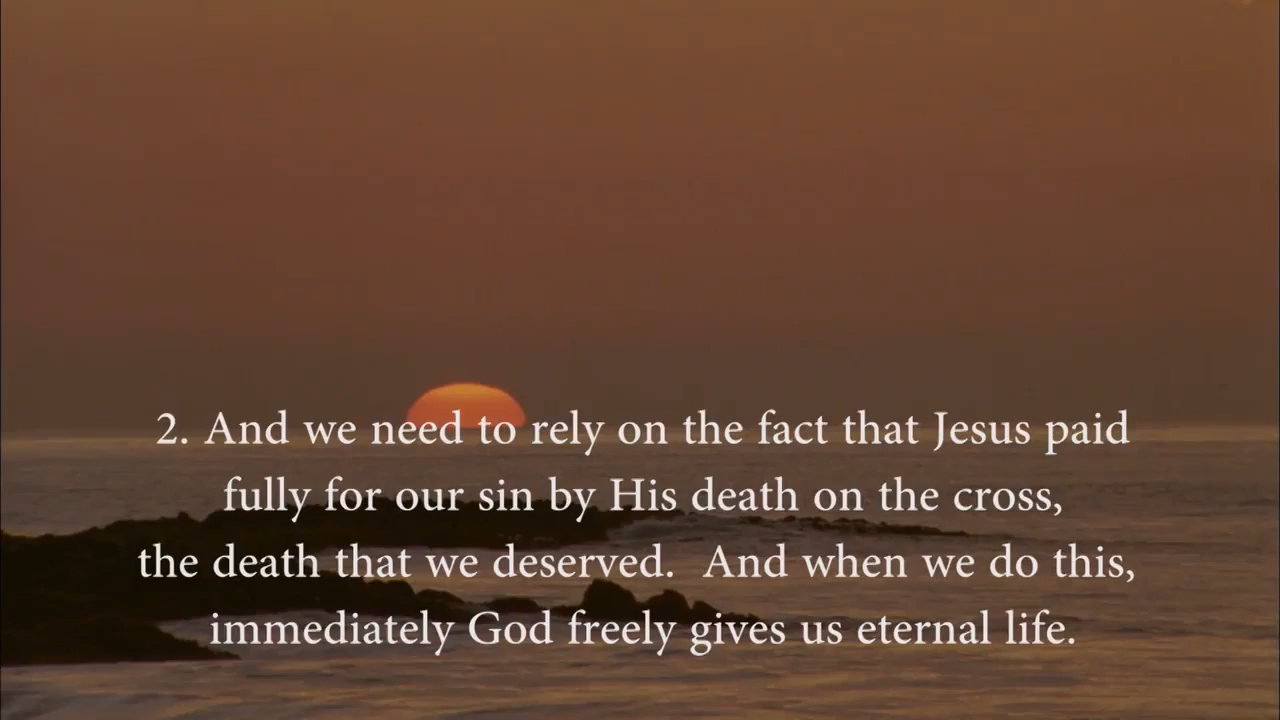 2. And we need to rely on the fact that Jesus paid
fully for our sin by His death on the cross,
the death that we deserved.  And when we do this,
immediately God freely gives us eternal life.